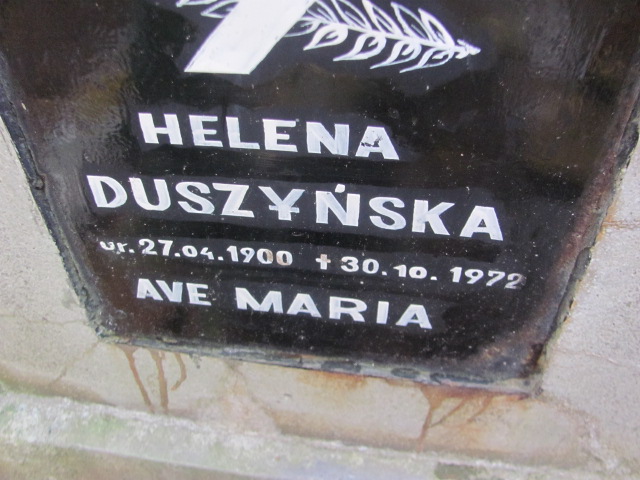 HELENA
DUSZYŃSKA
ur. 27.04.1900 ✝ 30.10.1972
AVE MARIA